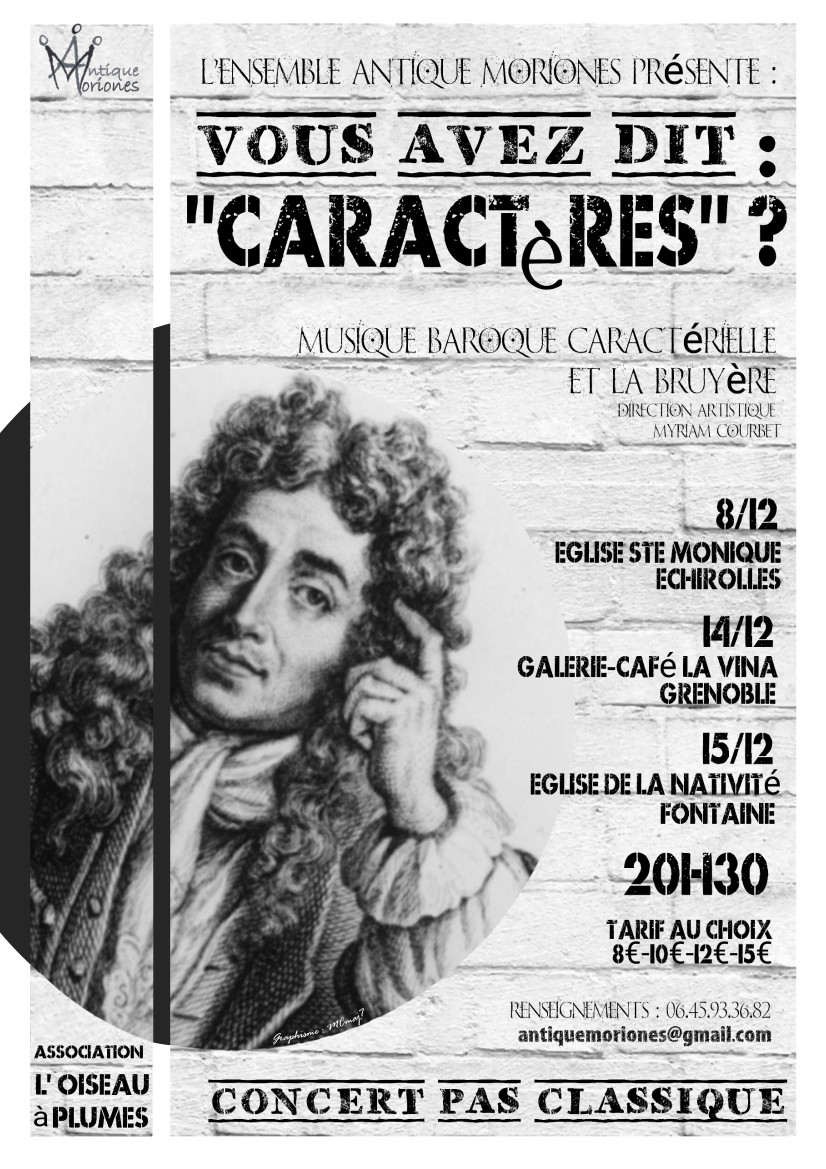 Antique
Moriones
L'ENSEMBLE ANTIQUE MORIONES PRéSENTE :
VOUS AVEZ DIT :
"CARACTèRES" ?
MUSIQUE BAROQUE CARACTéRIELLE
ET LA BRUYèRE
DIRECTION ARTISTIQUE
MYRIAM COURBET
8/12
EGLISE STE MONIQUE
ECHIROLLES
14/12
GALERIE-CAFé LA VINA
GRENOBLE
15/12
EGLISE DE LA NATIVITé
FONTAINE
20H30
TARIF AU CHOIX
8€-10€-12€-15€
RENSEIGNEMENTS : 06.45.93.36.82
antiquemoriones@gmail.com
Graphisme : MCmaj7
ASSOCIATION
L'OISEAU
à PLUMES
CONCERT PAS CLASSIQUE